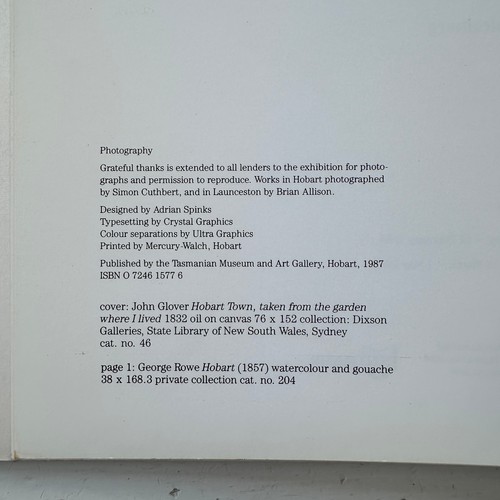 Photography
Grateful thanks is extended to all lenders to the exhibition for photo-
graphs and permission to reproduce. Works in Hobart photographed
by Simon Cuthbert, and in Launceston by Brian Allison.
Designed by Adrian Spinks
Typesetting by Crystal Graphics
Colour separations by Ultra Graphics
Printed by Mercury-Walch, Hobart
Published by the Tasmanian Museum and Art Gallery, Hobart, 1987
ISBN O 7246 1577 6
cover: John Glover Hobart Town, taken from the garden
where I lived 1832 oil on canvas 76 x 152 collection: Dixson
Galleries, State Library of New South Wales, Sydney
cat. no. 46
page 1: George Rowe Hobart (1857) watercolour and gouache
38 x 168.3 private collection cat. no. 204